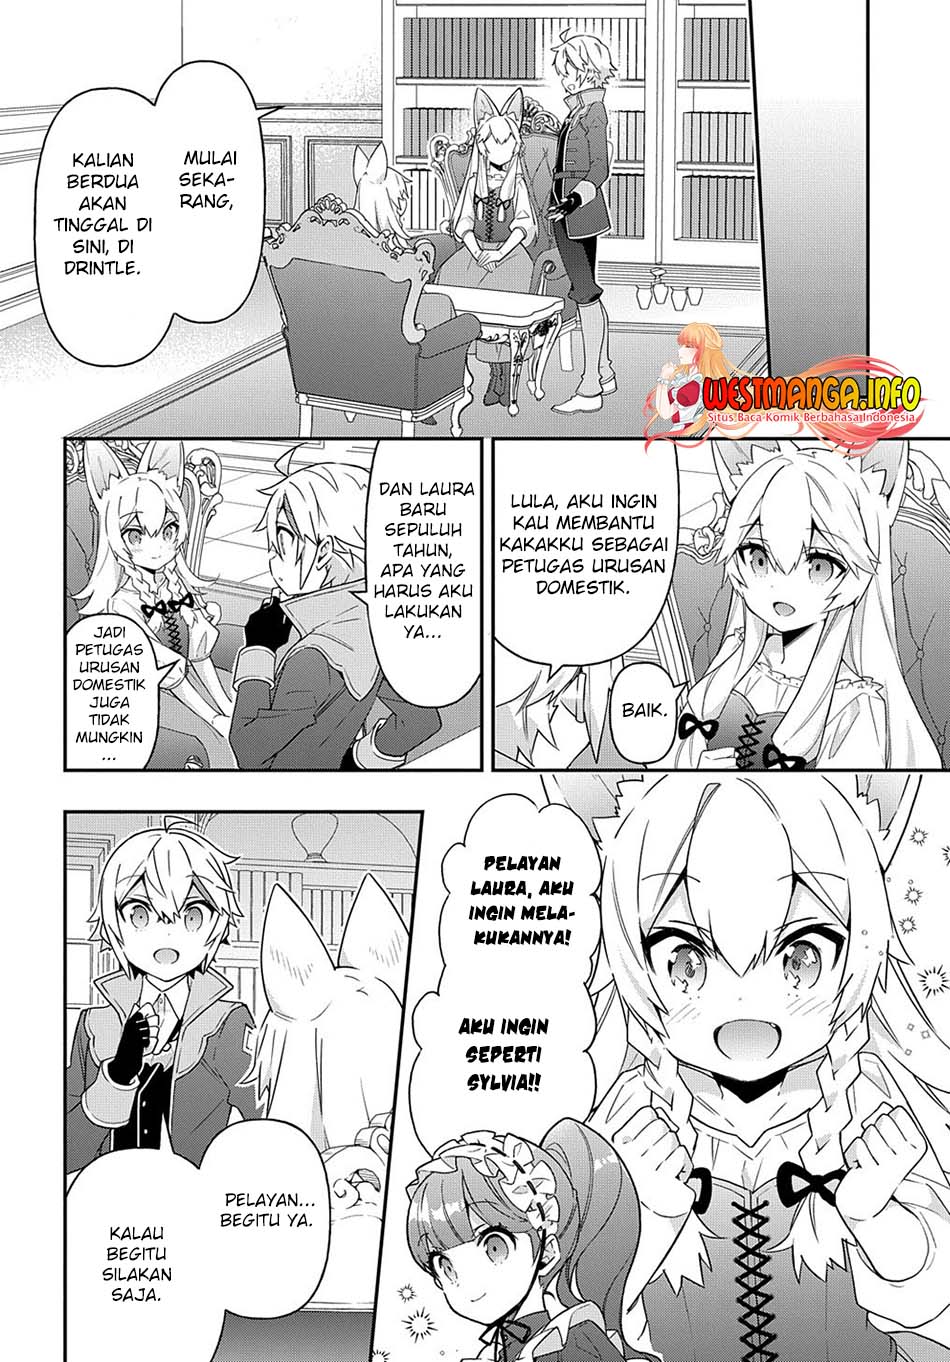 MULAI
SEKA-
RANG,
KALIAN
BERDUA
AKAN
TINGGAL DI
SINI, DI
DRINTLE.
WESTMANGA.INFO
Situs Baca Komik Berbahasa Indonesia
LULA, AKU INGIN
KAU MEMBANTU
KAKAKKU SEBAGAI
PETUGAS URUSAN
DOMESTIK.
BAIK.
DAN LAURA
BARU
SEPULUH
TAHUN,
APA YANG
HARUS AKU
LAKUKAN
YA...
JADI
PETUGAS
URUSAN
DOMESTIK
JUGA
TIDAK
MUNGKIN
...
PELAYAN
LAURA, AKU
INGIN MELA-
KUKANNYA!
AKU INGIN
SEPERTI
SYLVIA!!
PELAYAN...
BEGITU YA.
KALAU
BEGITU
SILAKAN
SAJA.